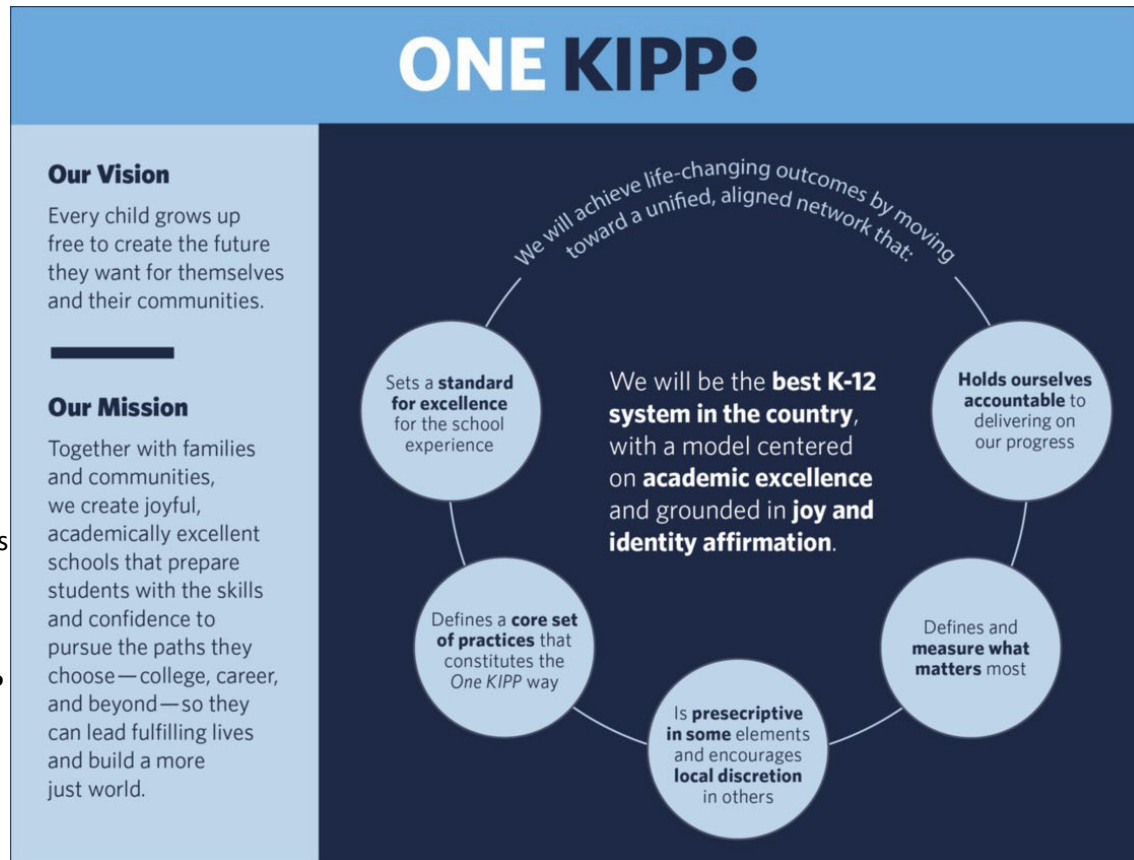 ONE KIPP:
Our Vision
Every child grows up
free to create the future
they want for themselves
and their communities.
Our Mission
Together with families
and communities,
we create joyful,
academically excellent
schools that prepare
students with the skills
and confidence to
pursue the paths they
choose—college, career,
and beyond—so they
can lead fulfilling lives
and build a more
just world.
We will achieve life-changing outcomes by moving
toward a unified, aligned network that:
Sets a standard
for excellence
for the school
experience
Defines a core set
of practices that
constitutes the
One KIPP way
Is presecriptive
in some elements
and encourages
local discretion
in others
Defines and
measure what
matters most
Holds ourselves
accountable to
delivering on
our progress
We will be the best K-12
system in the country,
with a model centered
on academic excellence
and grounded in joy and
identity affirmation.
s